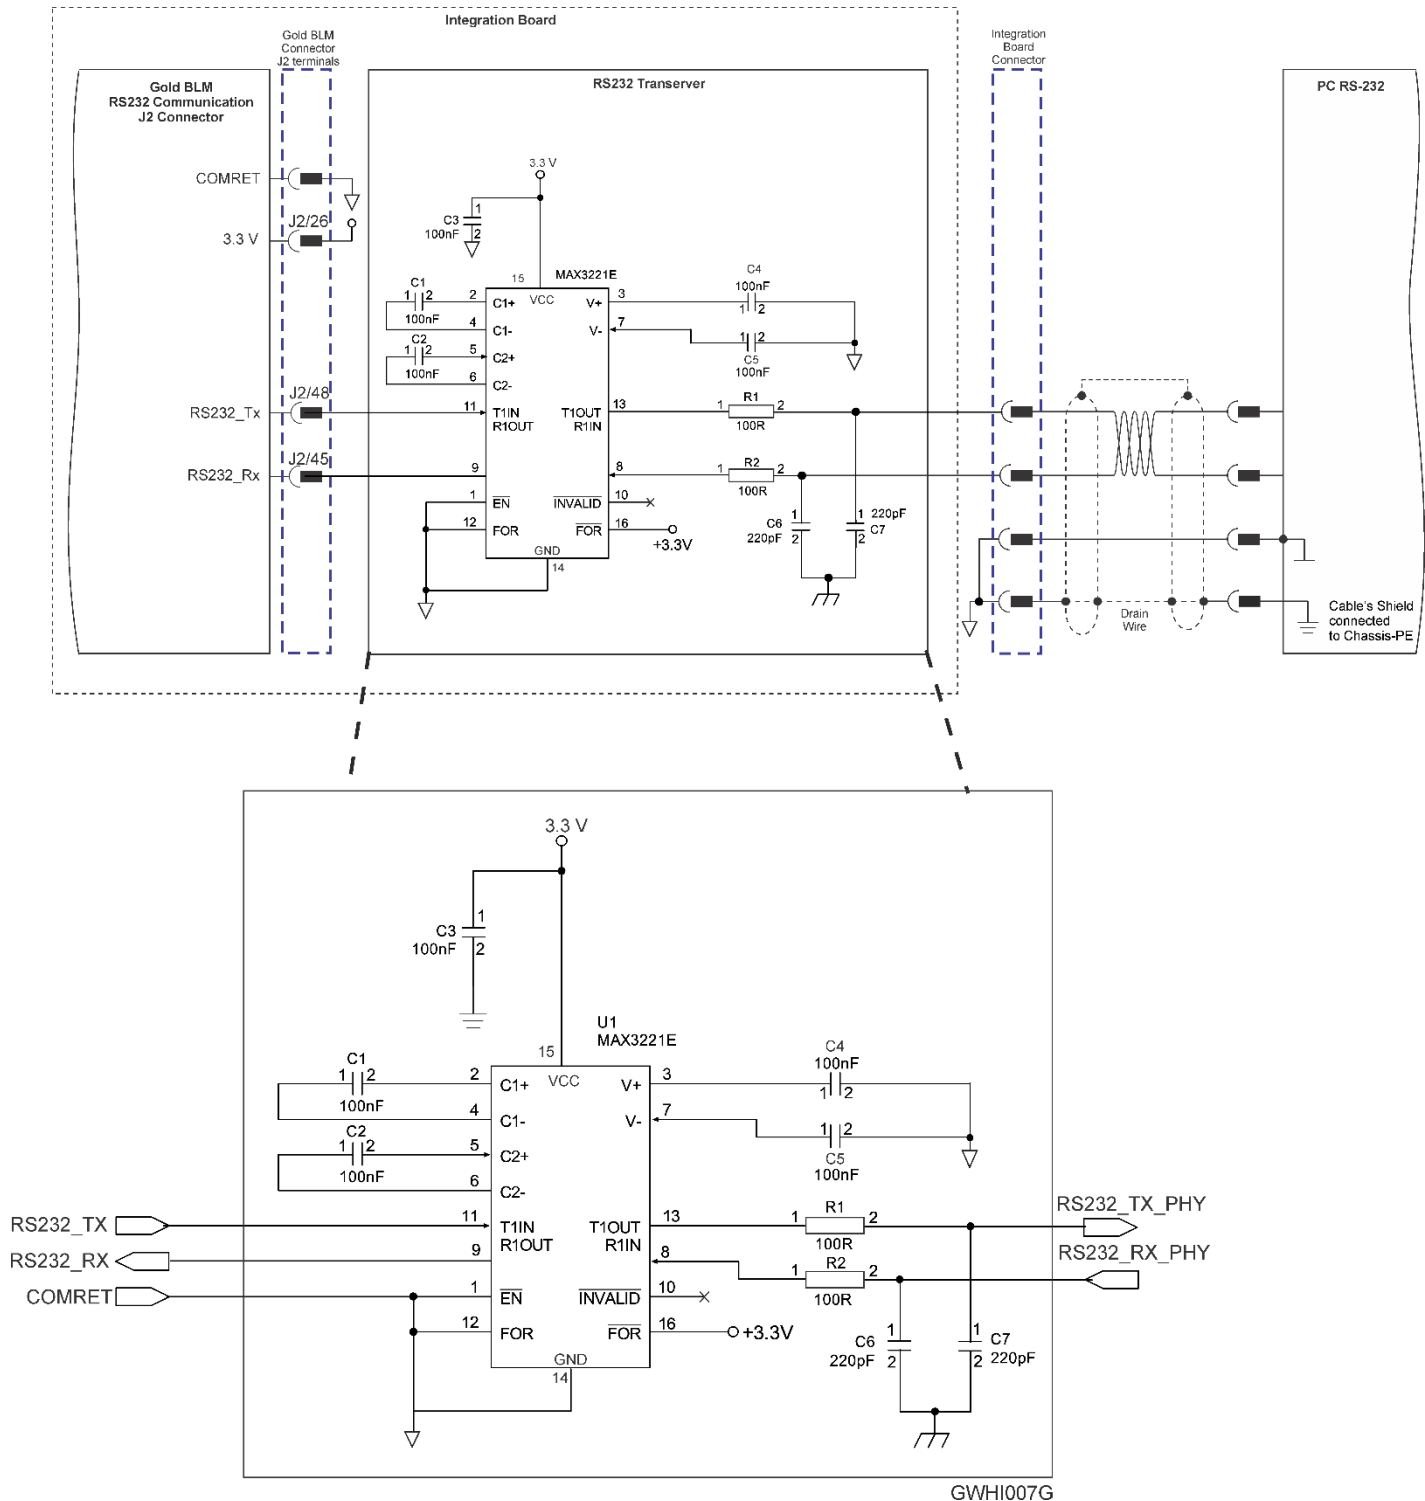 Integration Board
Gold BLM
Connector
J2 terminals
Integration
Board
Connector
Gold BLM
RS232 Communication
J2 Connector
RS232 Transerver
PC RS-232
COMRET
J2/26
3.3 V
3.3 V
C3
100nF
1
2
15
MAX3221E
VCC
C1
1 2
100nF
2
C1+
4
C1-
C2
1 2
100nF
5
C2+
6
C2-
V+
3
C4
100nF
1 2
V-
7
1 2
C5
100nF
RS232_Tx
J2/48
11
T1IN
R1OUT
T1OUT
R1IN
13
1
R1
2
100R
RS232_Rx
J2/45
9
8
1
R2
2
100R
1
EN
INVALID
10
12
FOR
FOR
16
+3.3V
GND
14
C6
220pF
1
2
1
2
220pF
C7
Drain
Wire
Cable's Shield
connected
to Chassis-PE
3.3 V
C3
100nF
1
2
U1
MAX3221E
15
VCC
C1
1 2
100nF
2
C1+
4
C1-
C2
1 2
100nF
5
C2+
6
C2-
V+
3
C4
100nF
1 2
V-
7
1 2
C5
100nF
RS232_TX
11
T1IN
R1OUT
T1OUT
R1IN
13
1
R1
2
100R
RS232_TX_PHY
RS232_RX
9
8
1
R2
2
100R
RS232_RX_PHY
COMRET
1
EN
INVALID
10
12
FOR
FOR
16
+3.3V
GND
14
C6
220pF
1
2
1
2
C7
220pF
GWHI007G